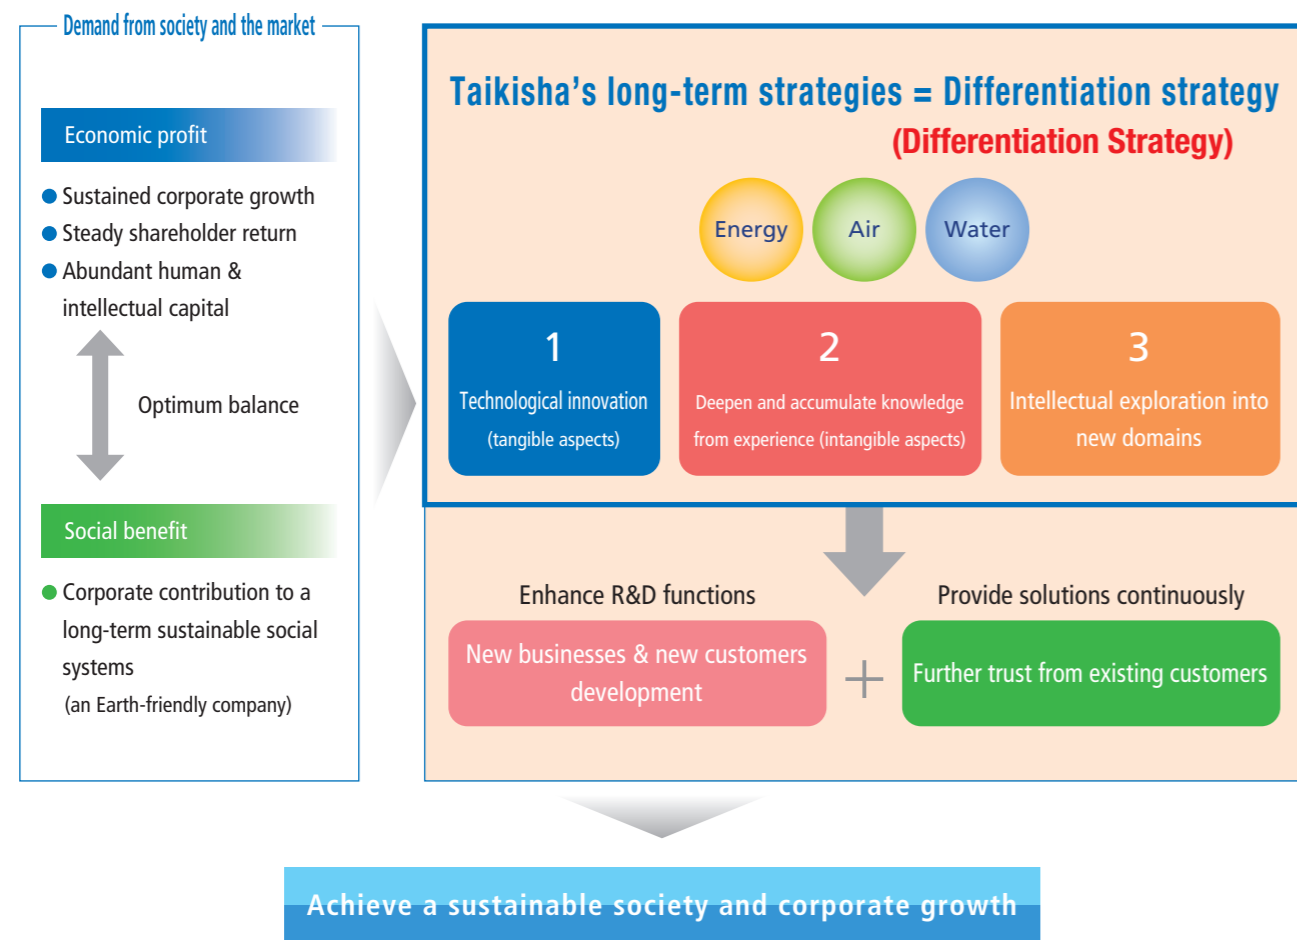 Demand from society and the market
Economic profit
Sustained corporate growth
Steady shareholder return
Abundant human &
intellectual capital
Optimum balance
Social benefit
Corporate contribution to a
long-term sustainable social
systems
(an Earth-friendly company)
Taikisha’s long-term strategies = Differentiation strategy
(Differentiation Strategy)
Energy
Air
Water
1
Technological innovation
(tangible aspects)
2
Deepen and accumulate knowledge
from experience (intangible aspects)
3
Intellectual exploration into
new domains
Enhance R&D functions
New businesses & new customers
development
+
Provide solutions continuously
Further trust from existing customers
Achieve a sustainable society and corporate growth